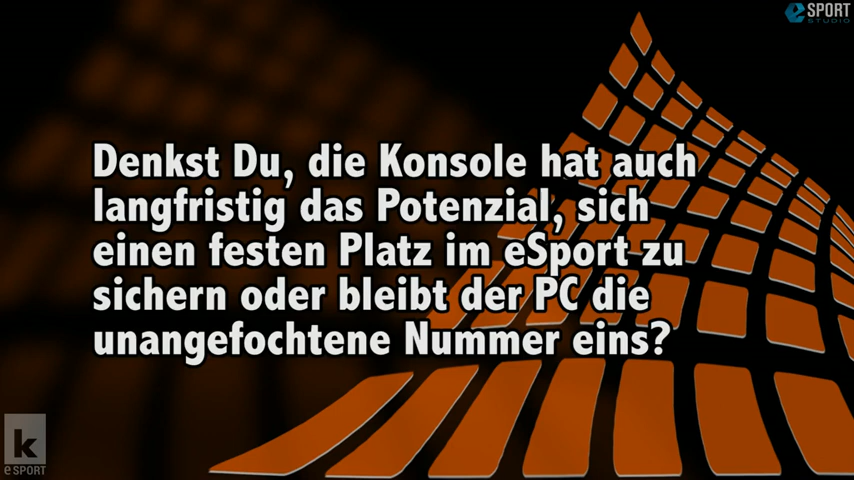 eSPORT
STUDIO
Denkst Du, die Konsole hat auch
langfristig das Potenzial, sich
einen festen Platz im eSport zu
sichern oder bleibt der PC die
unangefochtene Nummer eins?
k
eSPORT